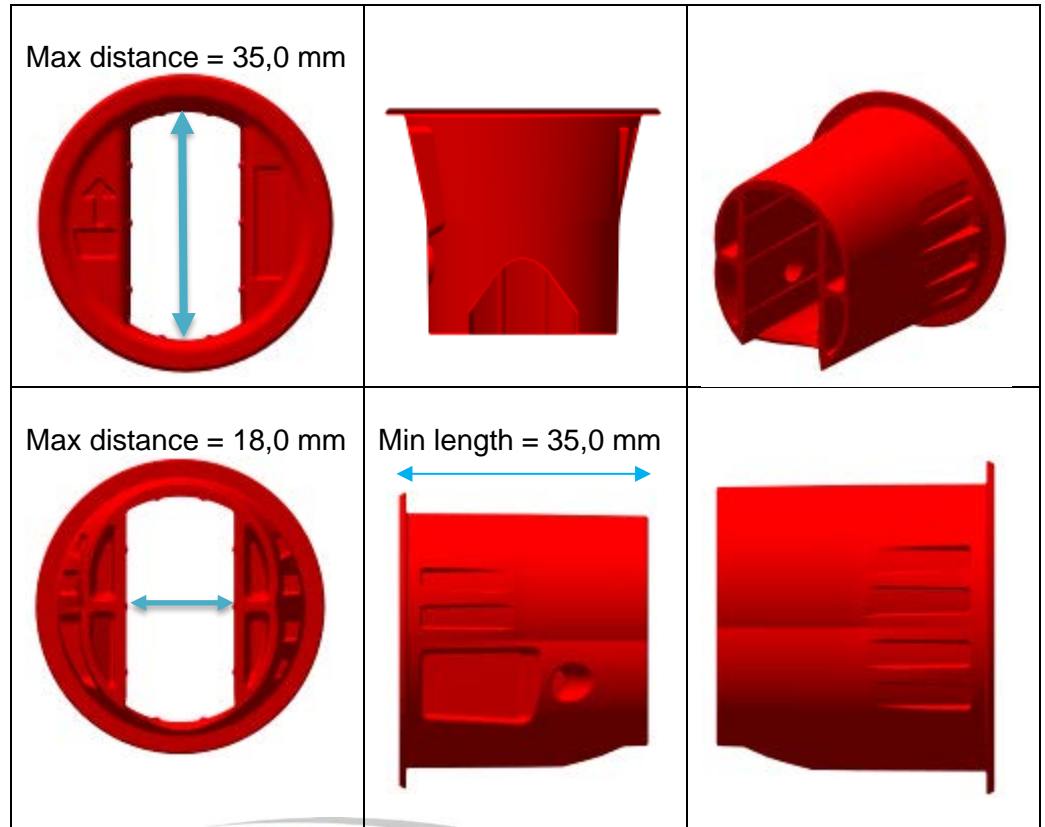 Max distance = 35,0 mm
Max distance = 18,0 mm
Min length = 35,0 mm